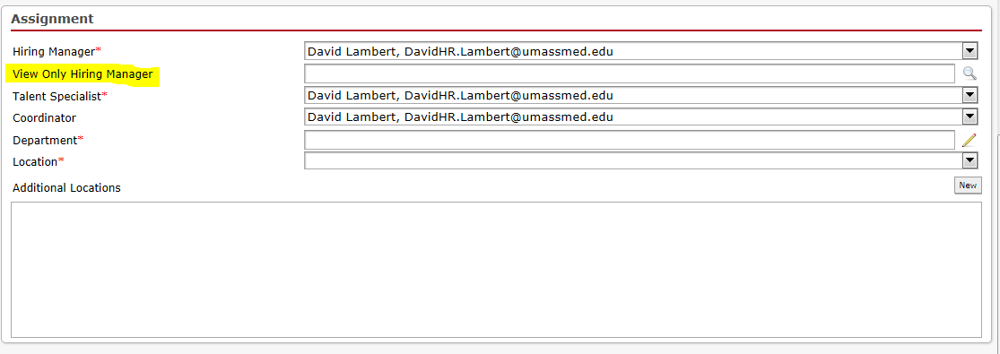 Assignment
Hiring Manager* David Lambert, DavidHR.Lambert@umassmed.edu
View Only Hiring Manager
Talent Specialist* David Lambert, DavidHR.Lambert@umassmed.edu
Coordinator David Lambert, DavidHR.Lambert@umassmed.edu
Department*
Location*
Additional Locations New